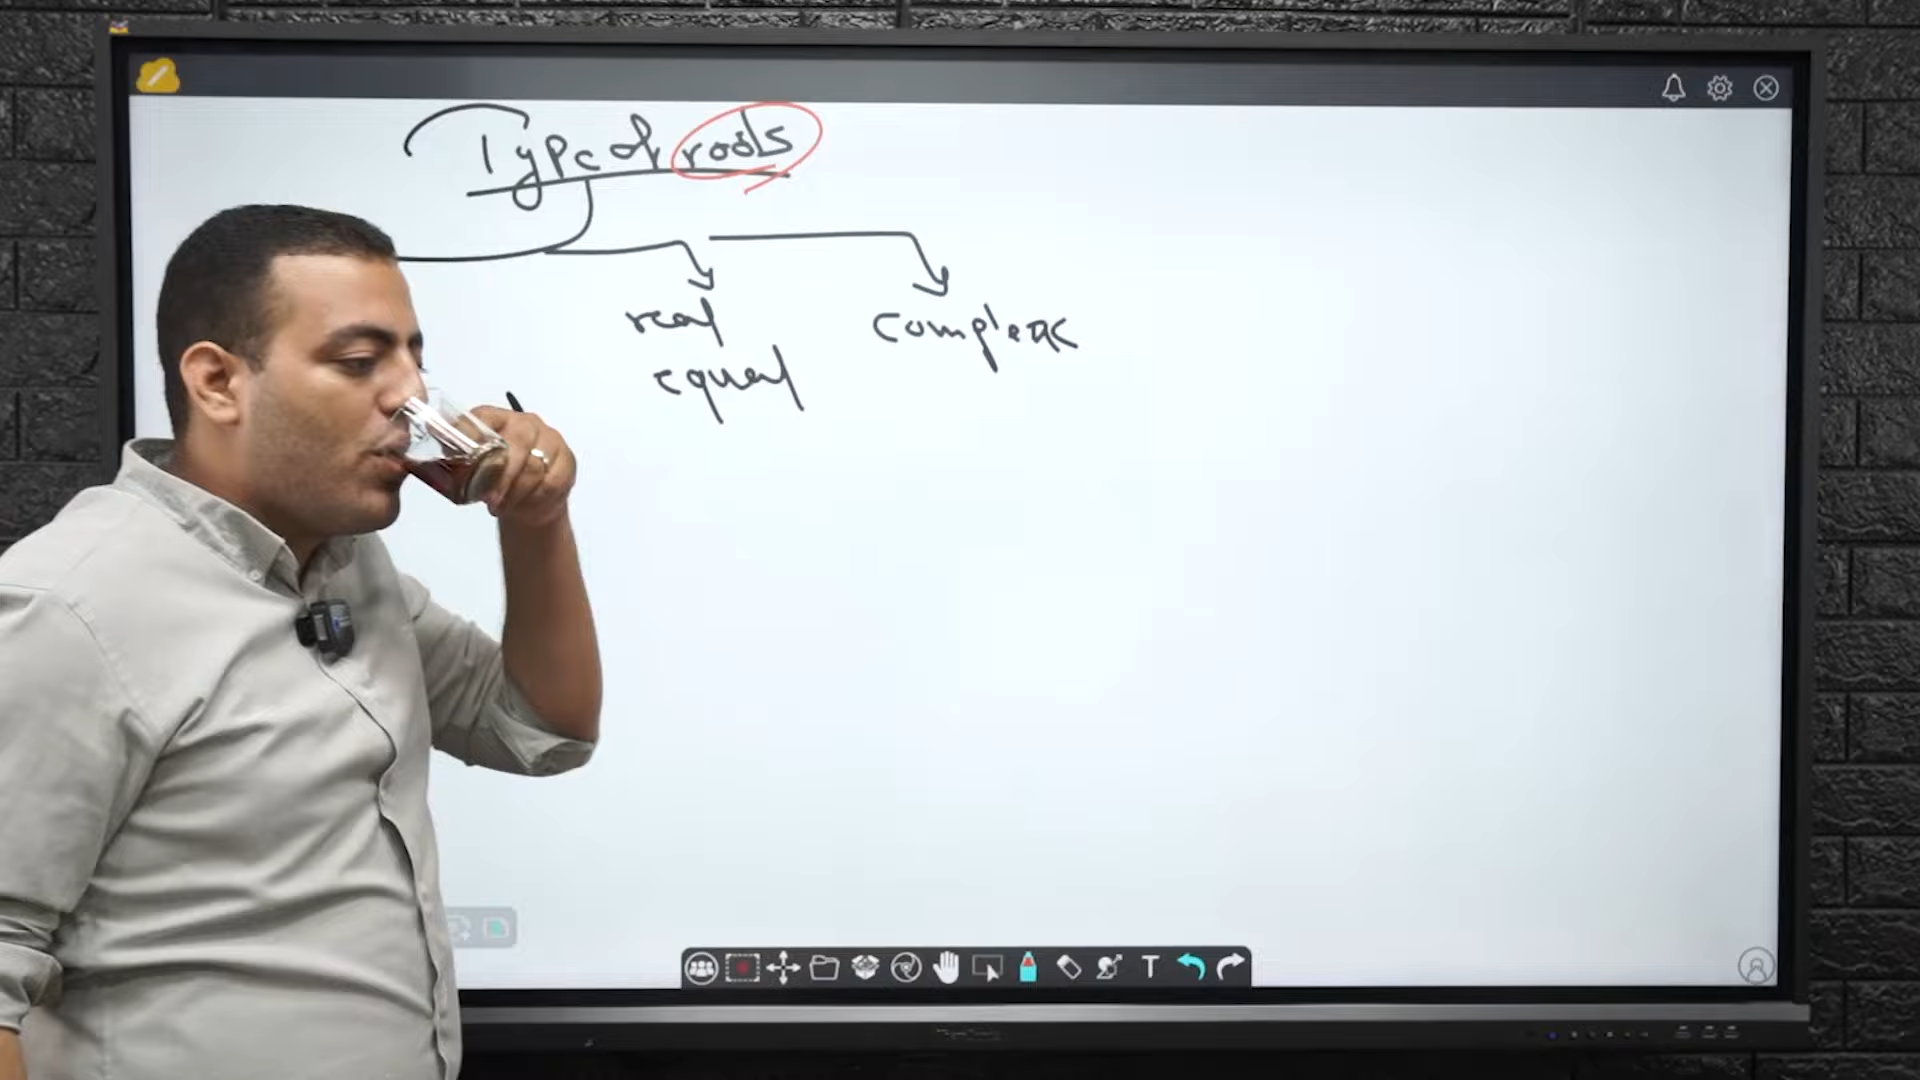 Type of roots
real
equal
complex
T